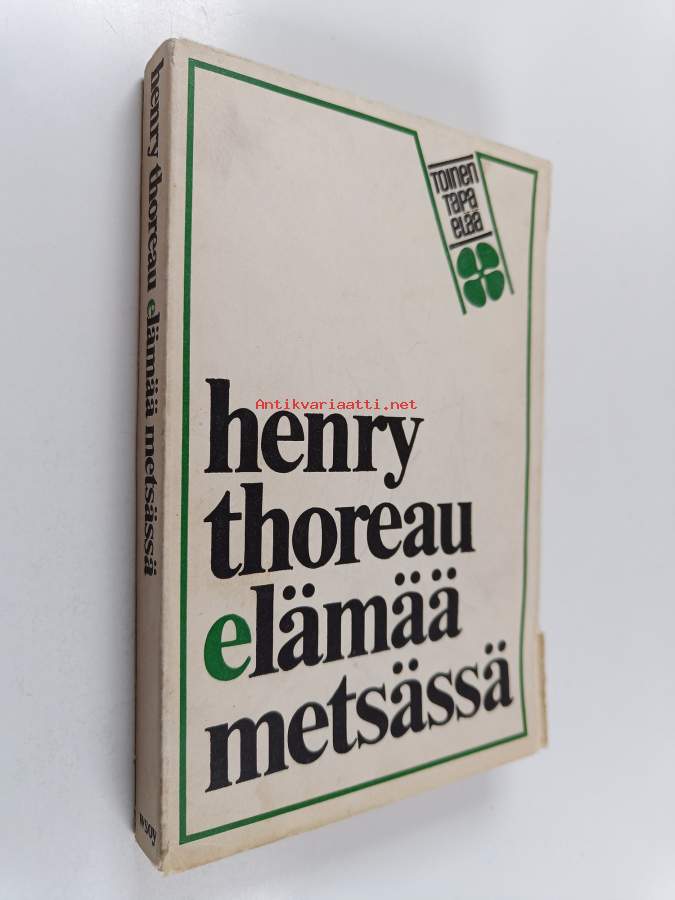 henry thoreau elämää metsässä
wsoy
TOINEN
TAPA
ELÄÄ
Antikvariaatti.net
henry
thoreau
elämää
metsässä